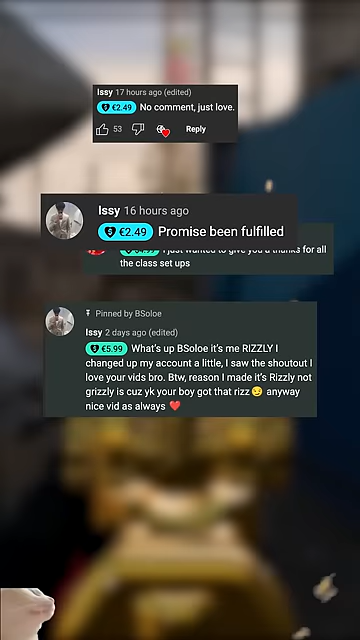 Issy 17 hours ago (edited)
€2.49 No comment, just love.
53 Reply
Issy 16 hours ago
€2.49 Promise been fulfilled
I just wanted to give you a thanks for all
the class set ups
Pinned by BSoloe
Issy 2 days ago (edited)
€5.99 What's up BSoloe it's me RIZZLY I
changed up my account a little, I saw the shoutout I
love your vids bro. Btw, reason I made it's Rizzly not
grizzly is cuz yk your boy got that rizz😏 anyway
nice vid as always ❤️